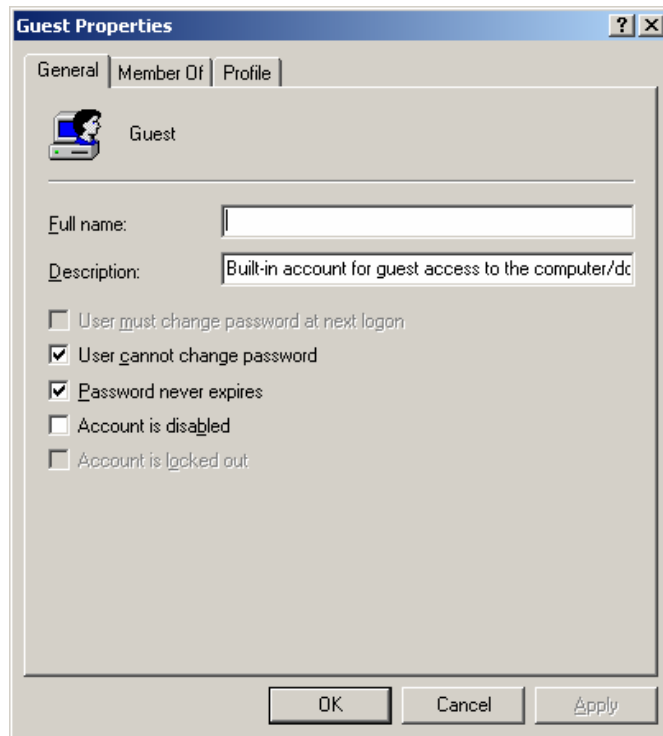 Guest Properties
General Member Of Profile
Guest
Full name:
Description: Built-in account for guest access to the computer/dc
User must change password at next logon
User cannot change password
Password never expires
Account is disabled
Account is locked out
OK Cancel Apply